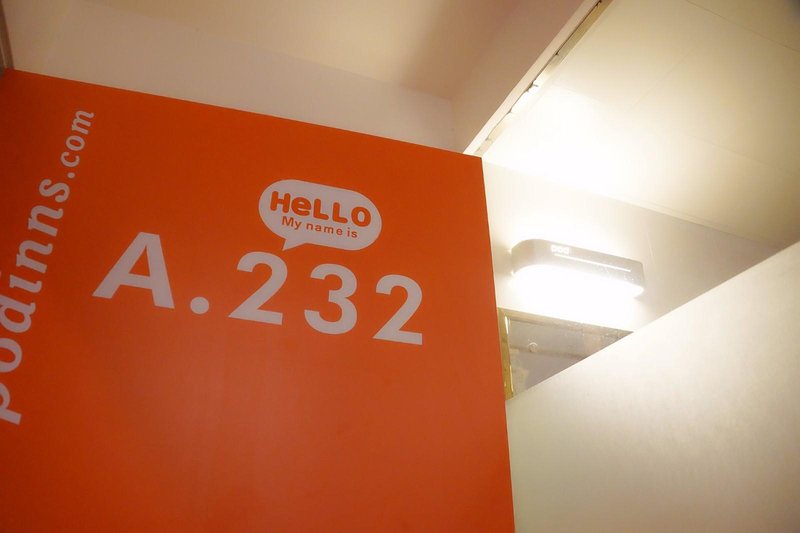 podinns.com
HeLLO
My name is
A.232